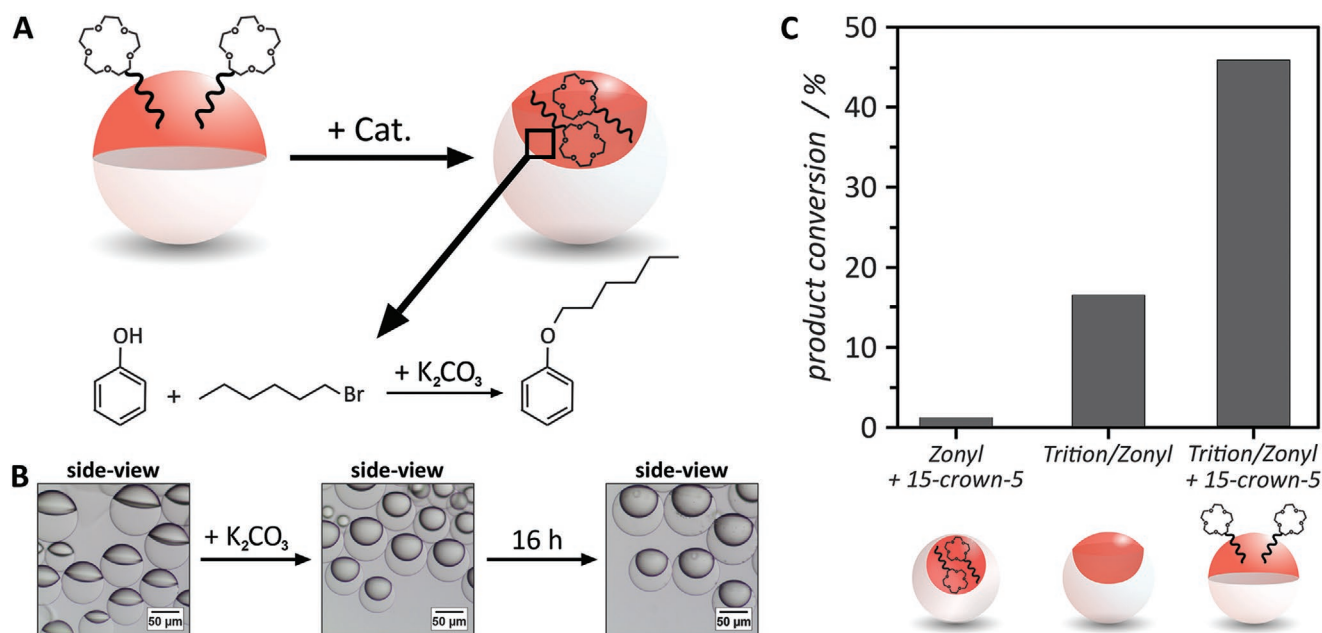 A
+ Cat.
OH
+
Br
+ K₂CO₃
O
B
side-view
side-view
side-view
+ K₂CO₃
16 h
50 µm
50 µm
50 µm
C
product conversion / %
50
40
30
20
10
0
Zonyl
+ 15-crown-5
Trition/Zonyl
Trition/Zonyl
+ 15-crown-5